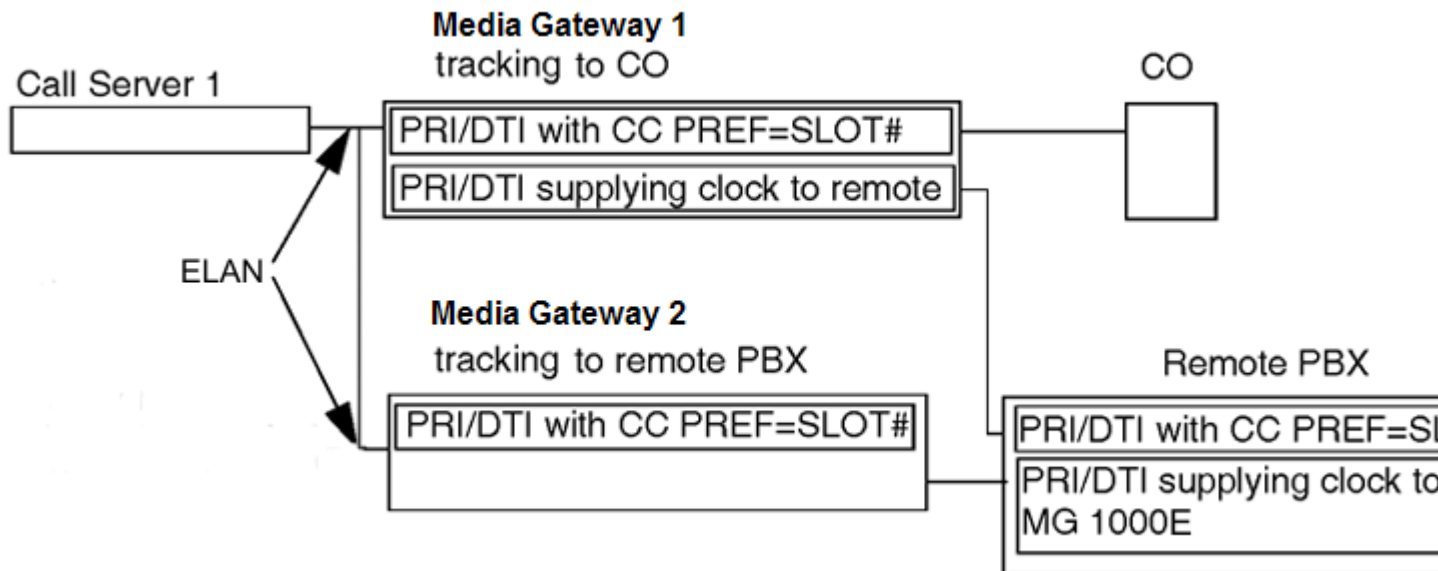 Media Gateway 1
tracking to CO
CO
Call Server 1
PRI/DTI with CC PREF=SLOT#
PRI/DTI supplying clock to remote
ELAN
Media Gateway 2
tracking to remote PBX
Remote PBX
PRI/DTI with CC PREF=SLOT#
PRI/DTI with CC
PRI/DTI supplying clock to
MG 1000E